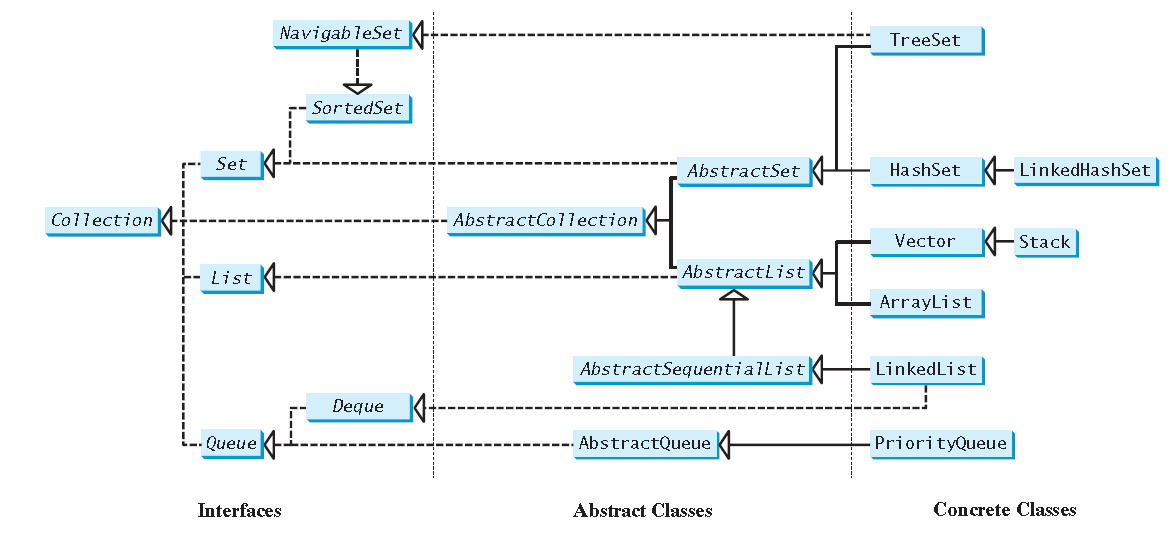 NavigableSet
TreeSet
SortedSet
Set
AbstractSet
HashSet
LinkedHashSet
Collection
AbstractCollection
Vector
Stack
List
AbstractList
ArrayList
AbstractSequentialList
LinkedList
Deque
Queue
AbstractQueue
PriorityQueue
Interfaces
Abstract Classes
Concrete Classes